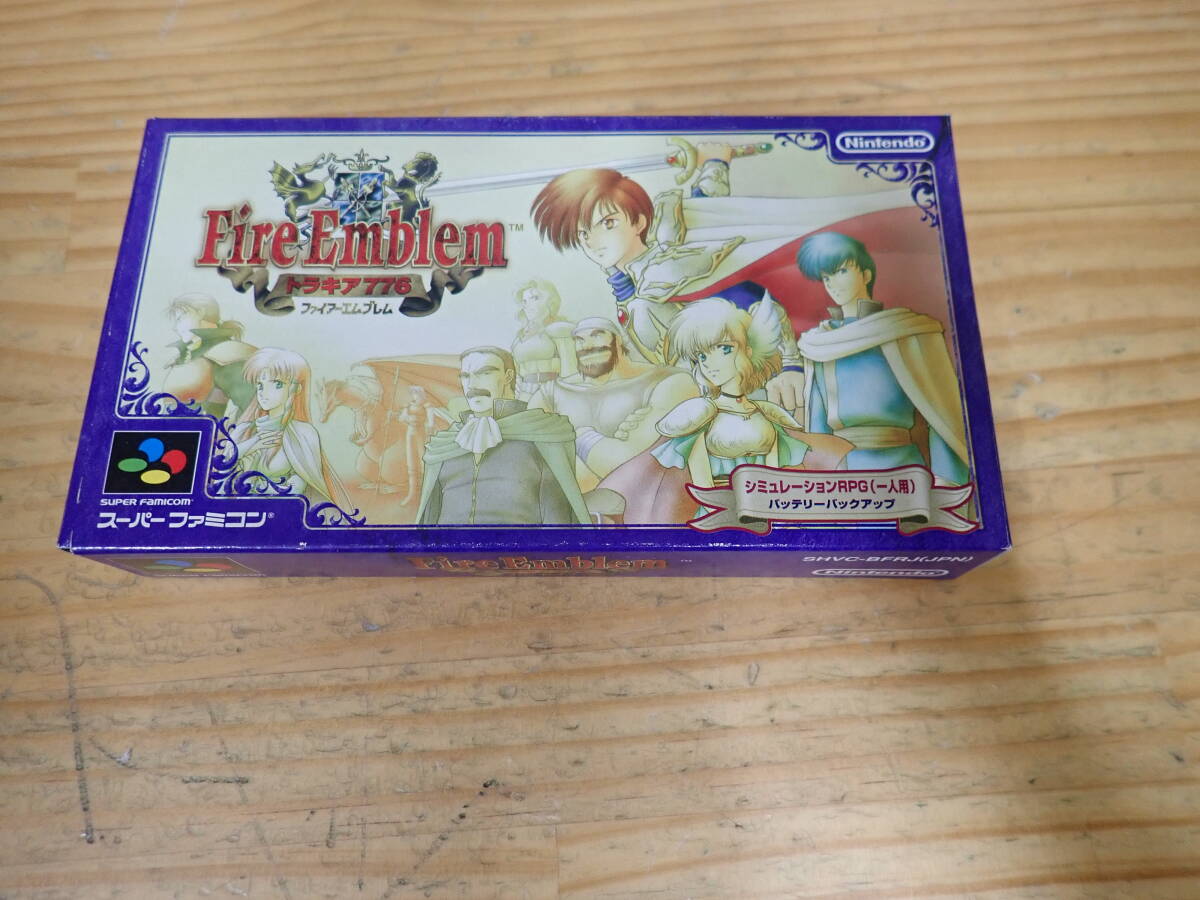 Nintendo
Fire Emblem™
トラキア776
ファイアーエムブレム
シミュレーションRPG(一人用)
バッテリーバックアップ
SUPER FAMICOM
スーパーファミコン®
Fire Emblem™
SHVC-BFRJ(JPN)
Nintendo